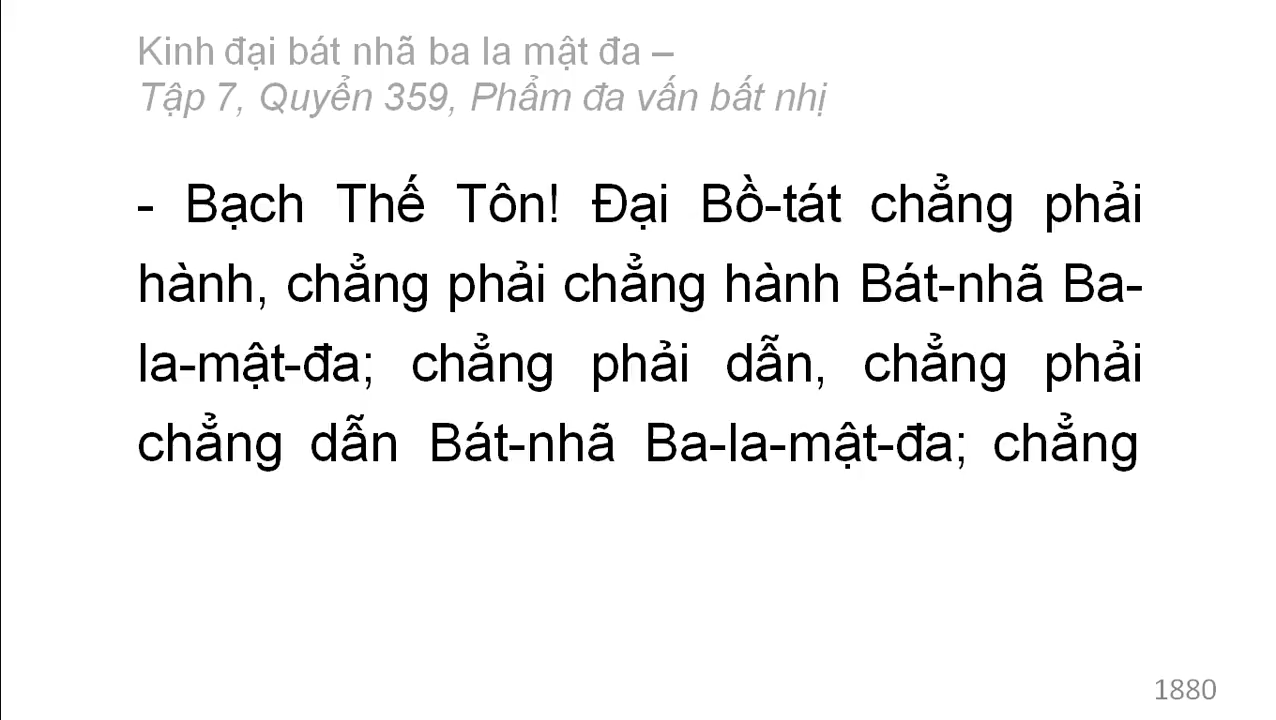 Kinh đại bát nhã ba la mật đa –
Tập 7, Quyển 359, Phẩm đa vấn bất nhị
- Bạch Thế Tôn! Đại Bồ-tát chẳng phải
hành, chẳng phải chẳng hành Bát-nhã Ba-
la-mật-đa; chẳng phải dẫn, chẳng phải
chẳng dẫn Bát-nhã Ba-la-mật-đa; chẳng
1880